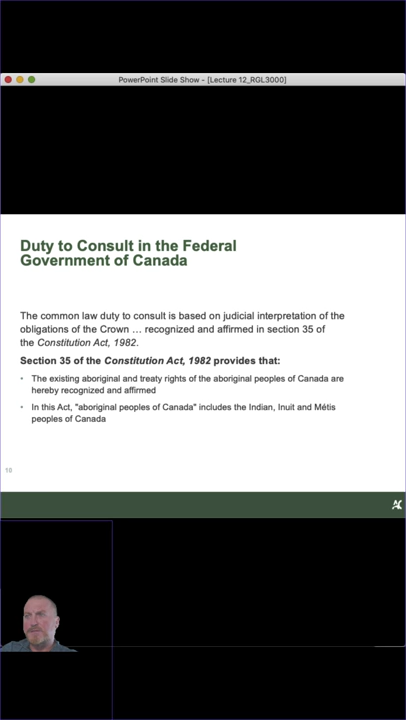 PowerPoint Slide Show - [Lecture 12_RGL3000]
Duty to Consult in the Federal
Government of Canada
The common law duty to consult is based on judicial interpretation of the
obligations of the Crown … recognized and affirmed in section 35 of
the Constitution Act, 1982.
Section 35 of the Constitution Act, 1982 provides that:
• The existing aboriginal and treaty rights of the aboriginal peoples of Canada are
hereby recognized and affirmed
• In this Act, "aboriginal peoples of Canada" includes the Indian, Inuit and Métis
peoples of Canada
AC